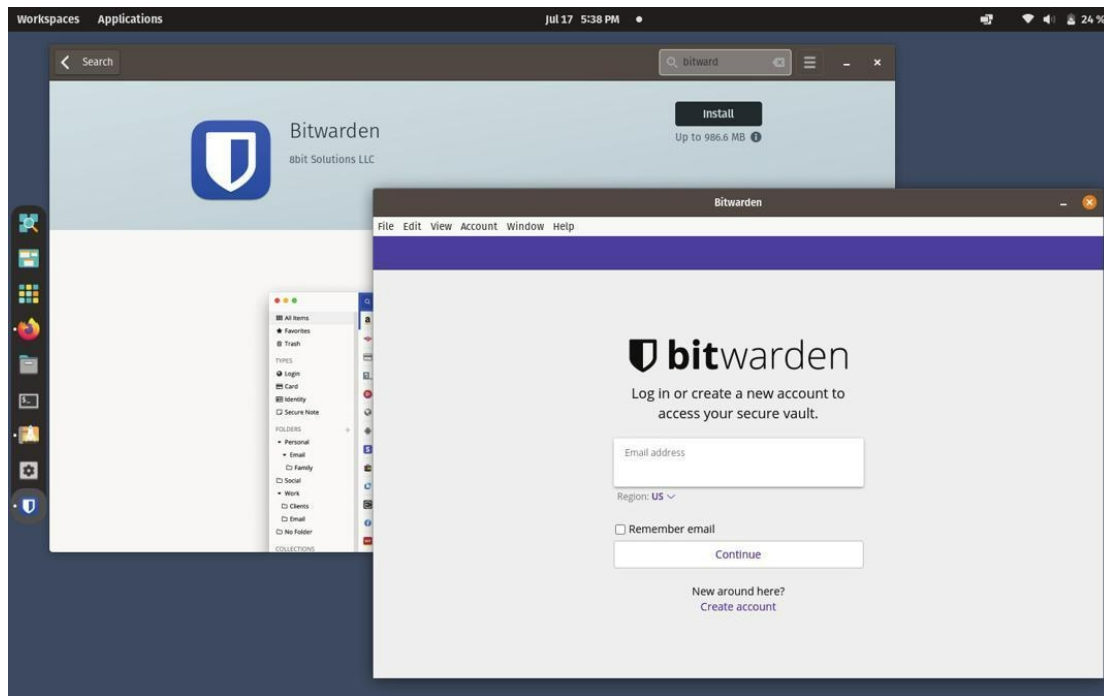 Workspaces Applications Jul 17 5:38 PM 24 %
Search bitward
Bitwarden
8bit Solutions LLC
Install
Up to 986.6 MB
Bitwarden
File Edit View Account Window Help
All Items
Favorites
Trash
TYPES
Login
Card
Identity
Secure Note
FOLDERS +
Personal
Email
Family
Social
Work
Clients
Email
No Folder
COLLECTIONS
bitwarden
Log in or create a new account to
access your secure vault.
Email address
Region: US
Remember email
Continue
New around here?
Create account